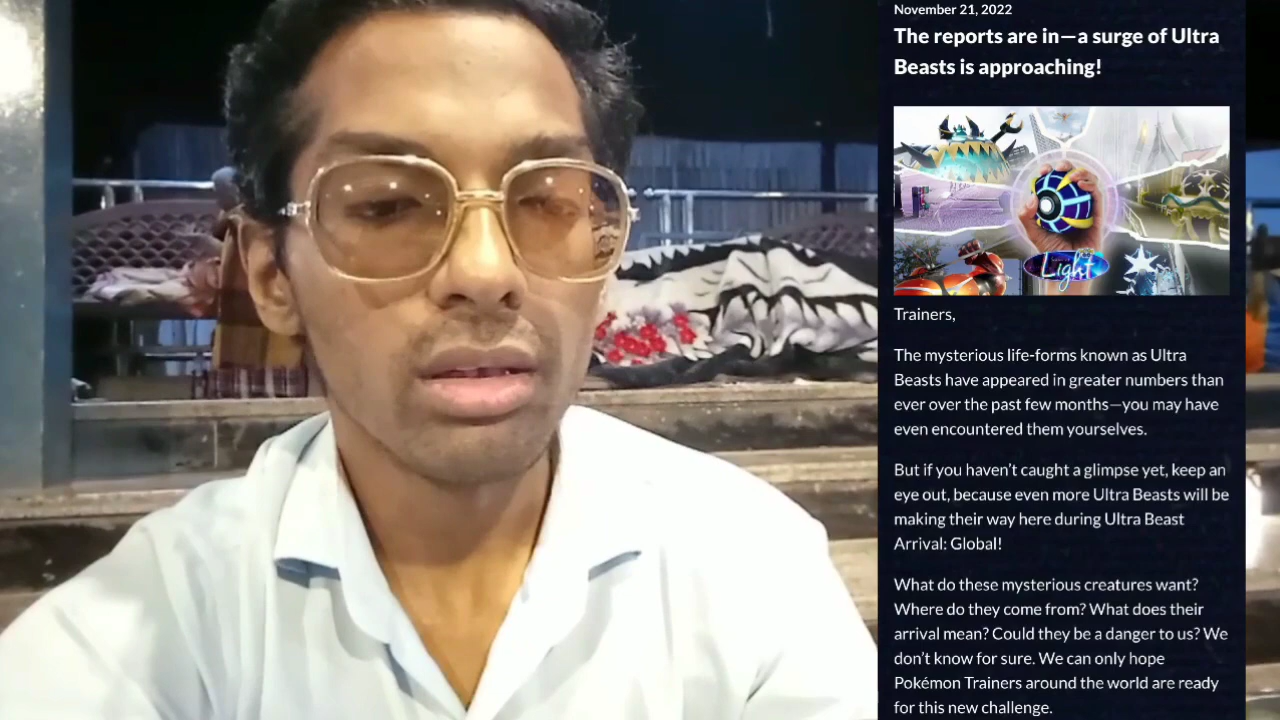 November 21, 2022
The reports are in—a surge of Ultra
Beasts is approaching!
Light
Trainers,
The mysterious life-forms known as Ultra
Beasts have appeared in greater numbers than
ever over the past few months—you may have
even encountered them yourselves.
But if you haven’t caught a glimpse yet, keep an
eye out, because even more Ultra Beasts will be
making their way here during Ultra Beast
Arrival: Global!
What do these mysterious creatures want?
Where do they come from? What does their
arrival mean? Could they be a danger to us? We
don’t know for sure. We can only hope
Pokémon Trainers around the world are ready
for this new challenge.